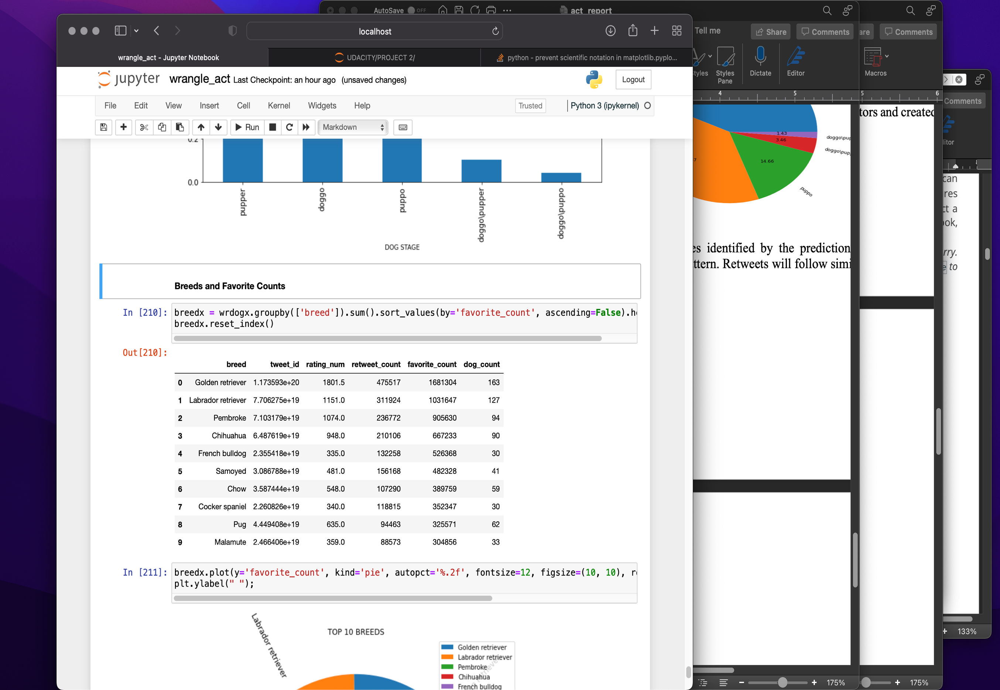 AutoSave OFF
act_report
localhost
Tell me
Share
Comments
Comments
wrangle_act - Jupyter Notebook
UDACITY/PROJECT 2/
python - prevent scientific notation in matplotlib.pyplo...
Styles
Pane
Dictate
Editor
Macros
jupyter wrangle_act Last Checkpoint: an hour ago (unsaved changes)
Logout
4 5 5 6
Comments
File Edit View Insert Cell Kernel Widgets Help
Trusted
Python 3 (ipykernel)
tors and created
Run
Markdown
0.2
0.0
pupper
doggo
puppo
doggo\pupper
doggo\puppo
DOG STAGE
1.43
3.46
14.66
7
doggo\pup
doggo\pup
puppo
itor
can
res
ct a
ok,
rry.
e to
es identified by the prediction
ttern. Retweets will follow simi
Breeds and Favorite Counts
In [210]:
breedx = wrdogx.groupby(['breed']).sum().sort_values(by='favorite_count', ascending=False).he
breedx.reset_index()
Out[210]:
breed tweet_id rating_num retweet_count favorite_count dog_count
0 Golden retriever 1.173593e+20 1801.5 475517 1681304 163
1 Labrador retriever 7.706275e+19 1151.0 311924 1031647 127
2 Pembroke 7.103179e+19 1074.0 236772 905630 94
3 Chihuahua 6.487619e+19 948.0 210106 667233 90
4 French bulldog 2.355418e+19 335.0 132258 526368 30
5 Samoyed 3.086788e+19 481.0 156168 482328 41
6 Chow 3.587444e+19 548.0 107290 389759 59
7 Cocker spaniel 2.260826e+19 340.0 118815 352347 30
8 Pug 4.449408e+19 635.0 94463 325571 62
9 Malamute 2.466406e+19 359.0 88573 304856 33
In [211]:
breedx.plot(y='favorite_count', kind='pie', autopct='%.2f', fontsize=12, figsize=(10, 10), r
plt.ylabel(" ");
Labrador retriever
TOP 10 BREEDS
Golden retriever
Labrador retriever
Pembroke
Chihuahua
French bulldog
133%
175%
175%